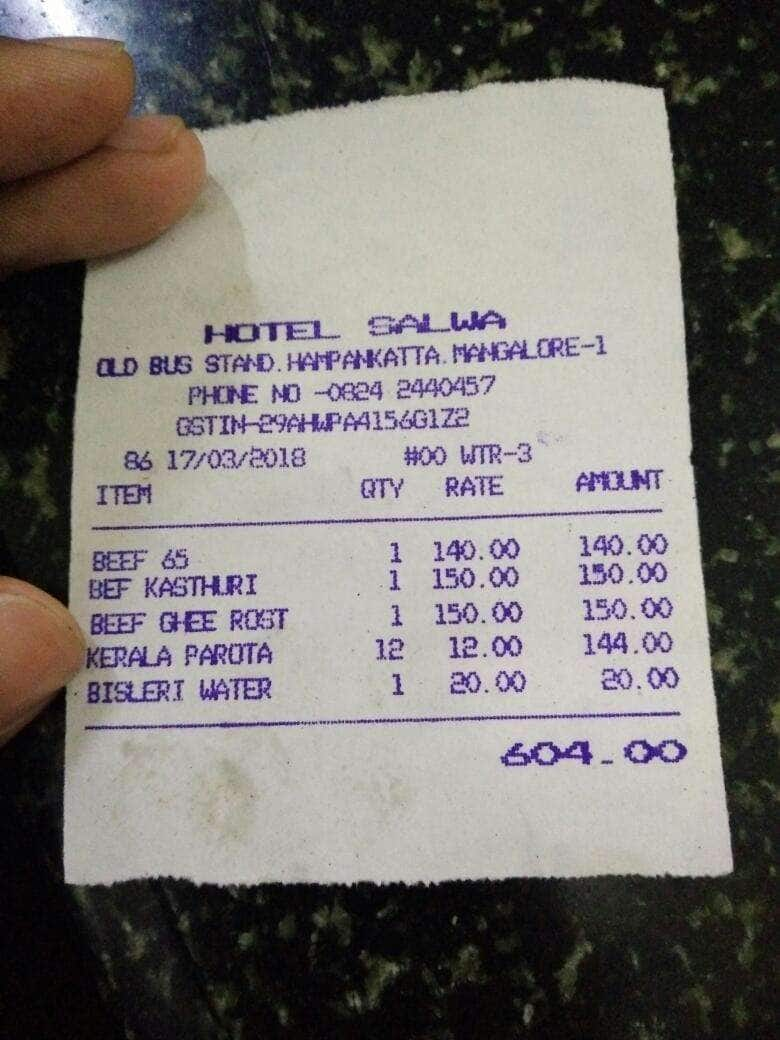 HOTEL SALWA
OLD BUS STAND.HAMPANKATTA.MANGALORE-1
PHONE NO -0824 2440457
GSTIN-29AHWPA4156G1Z2
86 17/03/2018 #00 WTR-3
ITEM QTY RATE AMOUNT
BEEF 65 1 140.00 140.00
BEF KASTHURI 1 150.00 150.00
BEEF GHEE ROST 1 150.00 150.00
KERALA PAROTA 12 12.00 144.00
BISLERI WATER 1 20.00 20.00
604.00